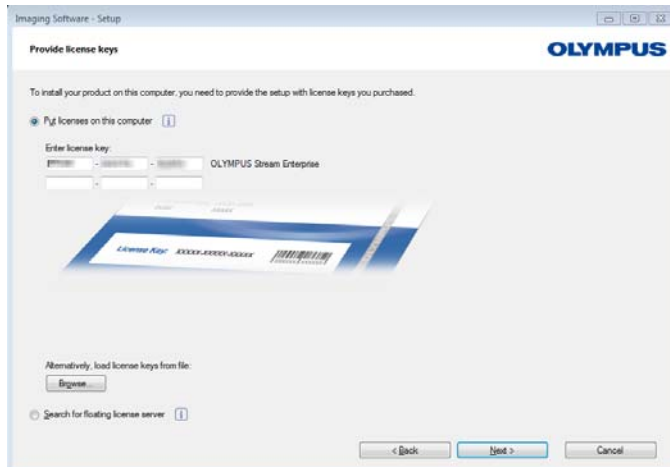 Imaging Software - Setup
Provide license keys
OLYMPUS
To install your product on this computer, you need to provide the setup with license keys you purchased.
Put licenses on this computer
Enter license key:
- - OLYMPUS Stream Enterprise
- -
License Key: XXXXX-XXXXX-XXXXX
Alternatively, load license keys from file:
Browse...
Search for floating license server
< Back Next > Cancel